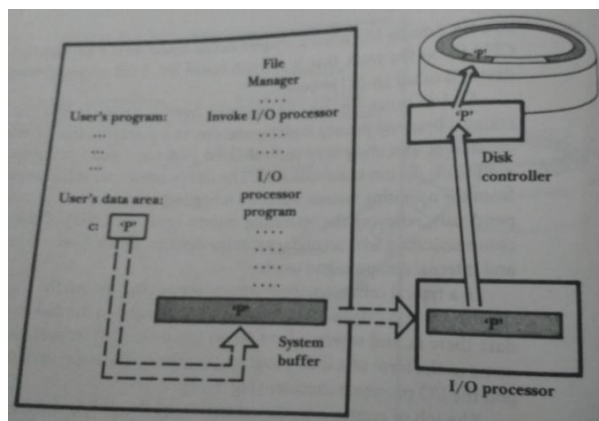 File
Manager
....
User's program:
Invoke I/O processor
...
...
...
....
....
I/O
processor
program
....
....
....
....
User's data area:
c: 'P'
'P'
System
buffer
'P'
'P'
Disk
controller
'P'
I/O processor